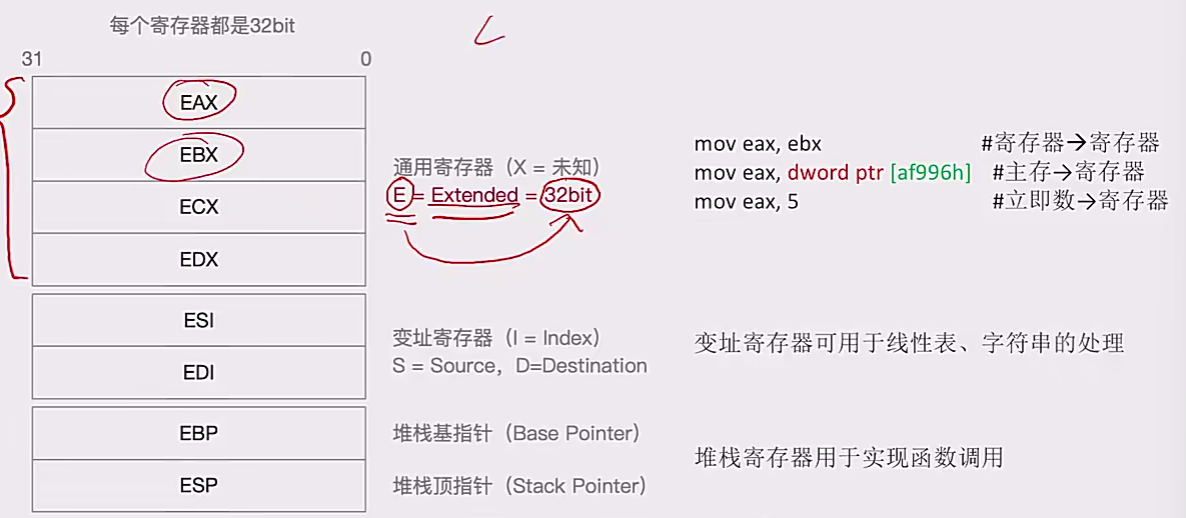 每个寄存器都是32bit
31 0
EAX
EBX
ECX
EDX
通用寄存器（X = 未知）
E = Extended = 32bit
mov eax, ebx #寄存器→寄存器
mov eax, dword ptr [af996h] #主存→寄存器
mov eax, 5 #立即数→寄存器
ESI
EDI
变址寄存器（I = Index）
S = Source，D=Destination
变址寄存器可用于线性表、字符串的处理
EBP
ESP
堆栈基指针（Base Pointer）
堆栈顶指针（Stack Pointer）
堆栈寄存器用于实现函数调用